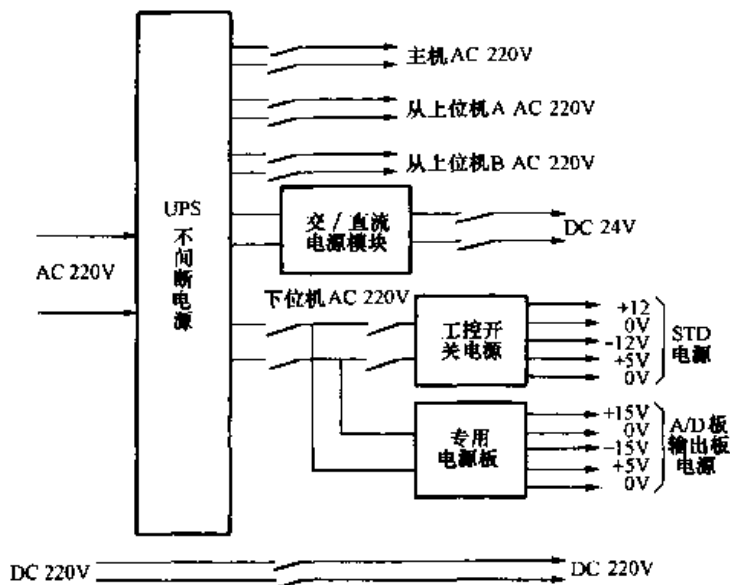 主机AC 220V
从上位机A AC 220V
从上位机B AC 220V
UPS
不
间
断
电
源
AC 220V
交/直流
电源模块
DC 24V
下位机AC 220V
工控开
关电源
+12
0V
-12V
+5V
0V
STD
电源
专用
电源板
+15V
0V
-15V
+5V
0V
A/D板
输出板
电源
DC 220V
DC 220V